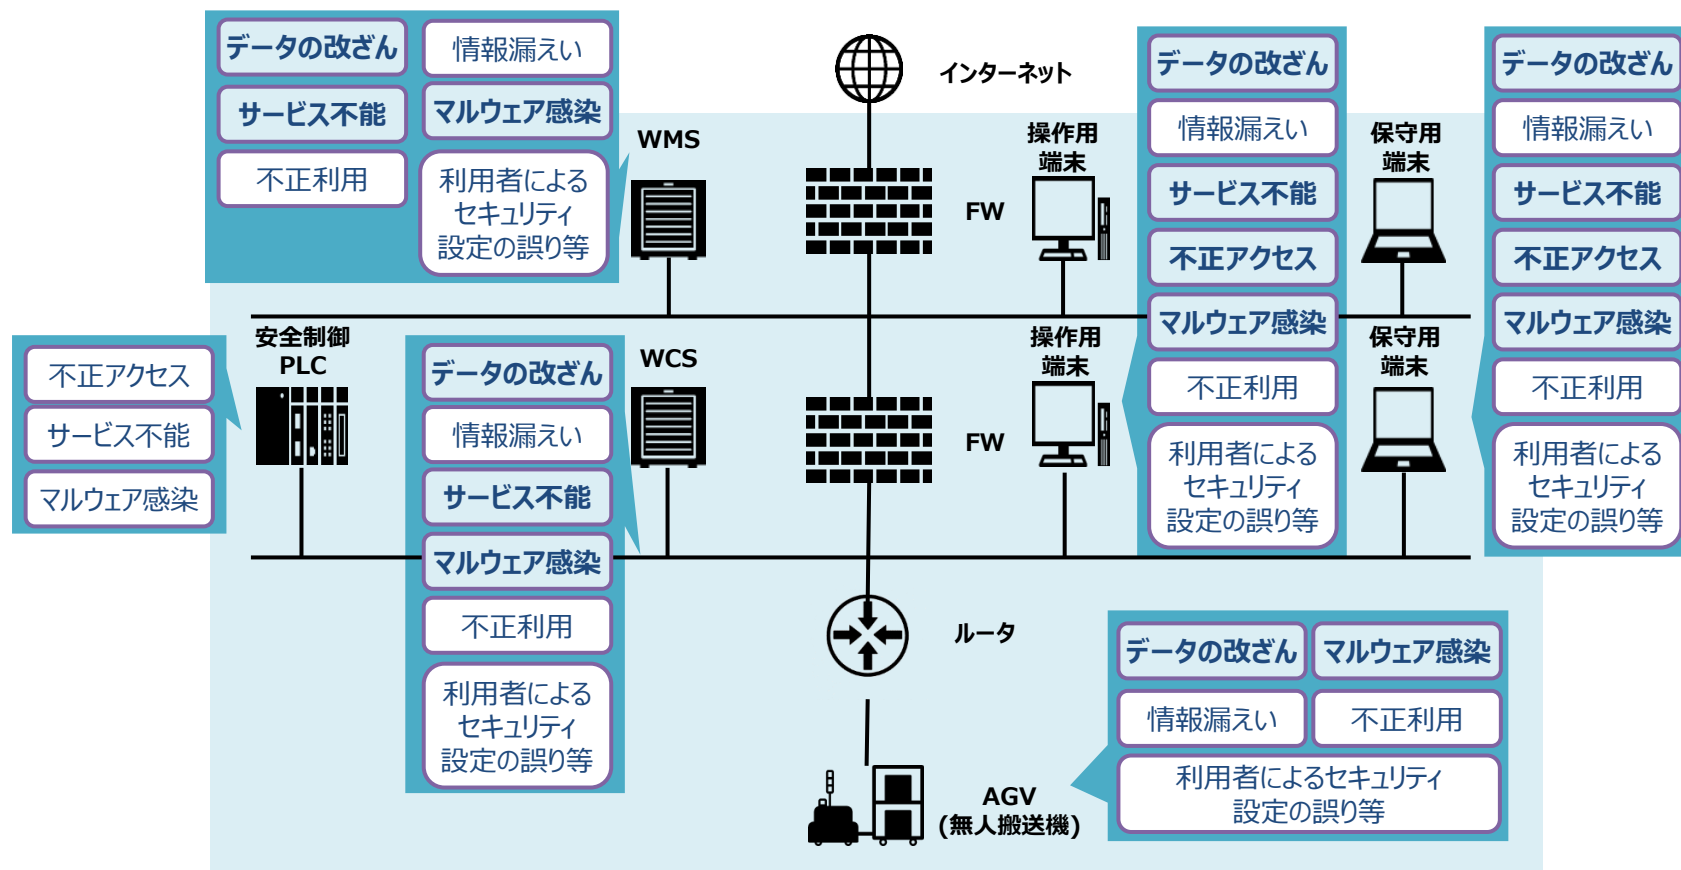 データの改ざん
サービス不能
不正利用
情報漏えい
マルウェア感染
利用者による
セキュリティ
設定の誤り等
WMS
インターネット
FW
操作用
端末
保守用
端末
安全制御
PLC
不正アクセス
サービス不能
マルウェア感染
データの改ざん
情報漏えい
サービス不能
マルウェア感染
不正利用
利用者による
セキュリティ
設定の誤り等
WCS
FW
操作用
端末
データの改ざん
情報漏えい
サービス不能
不正アクセス
マルウェア感染
不正利用
利用者による
セキュリティ
設定の誤り等
保守用
端末
データの改ざん
情報漏えい
サービス不能
不正アクセス
マルウェア感染
不正利用
利用者による
セキュリティ
設定の誤り等
ルータ
AGV
(無人搬送機)
データの改ざん
マルウェア感染
情報漏えい
不正利用
利用者によるセキュリティ
設定の誤り等